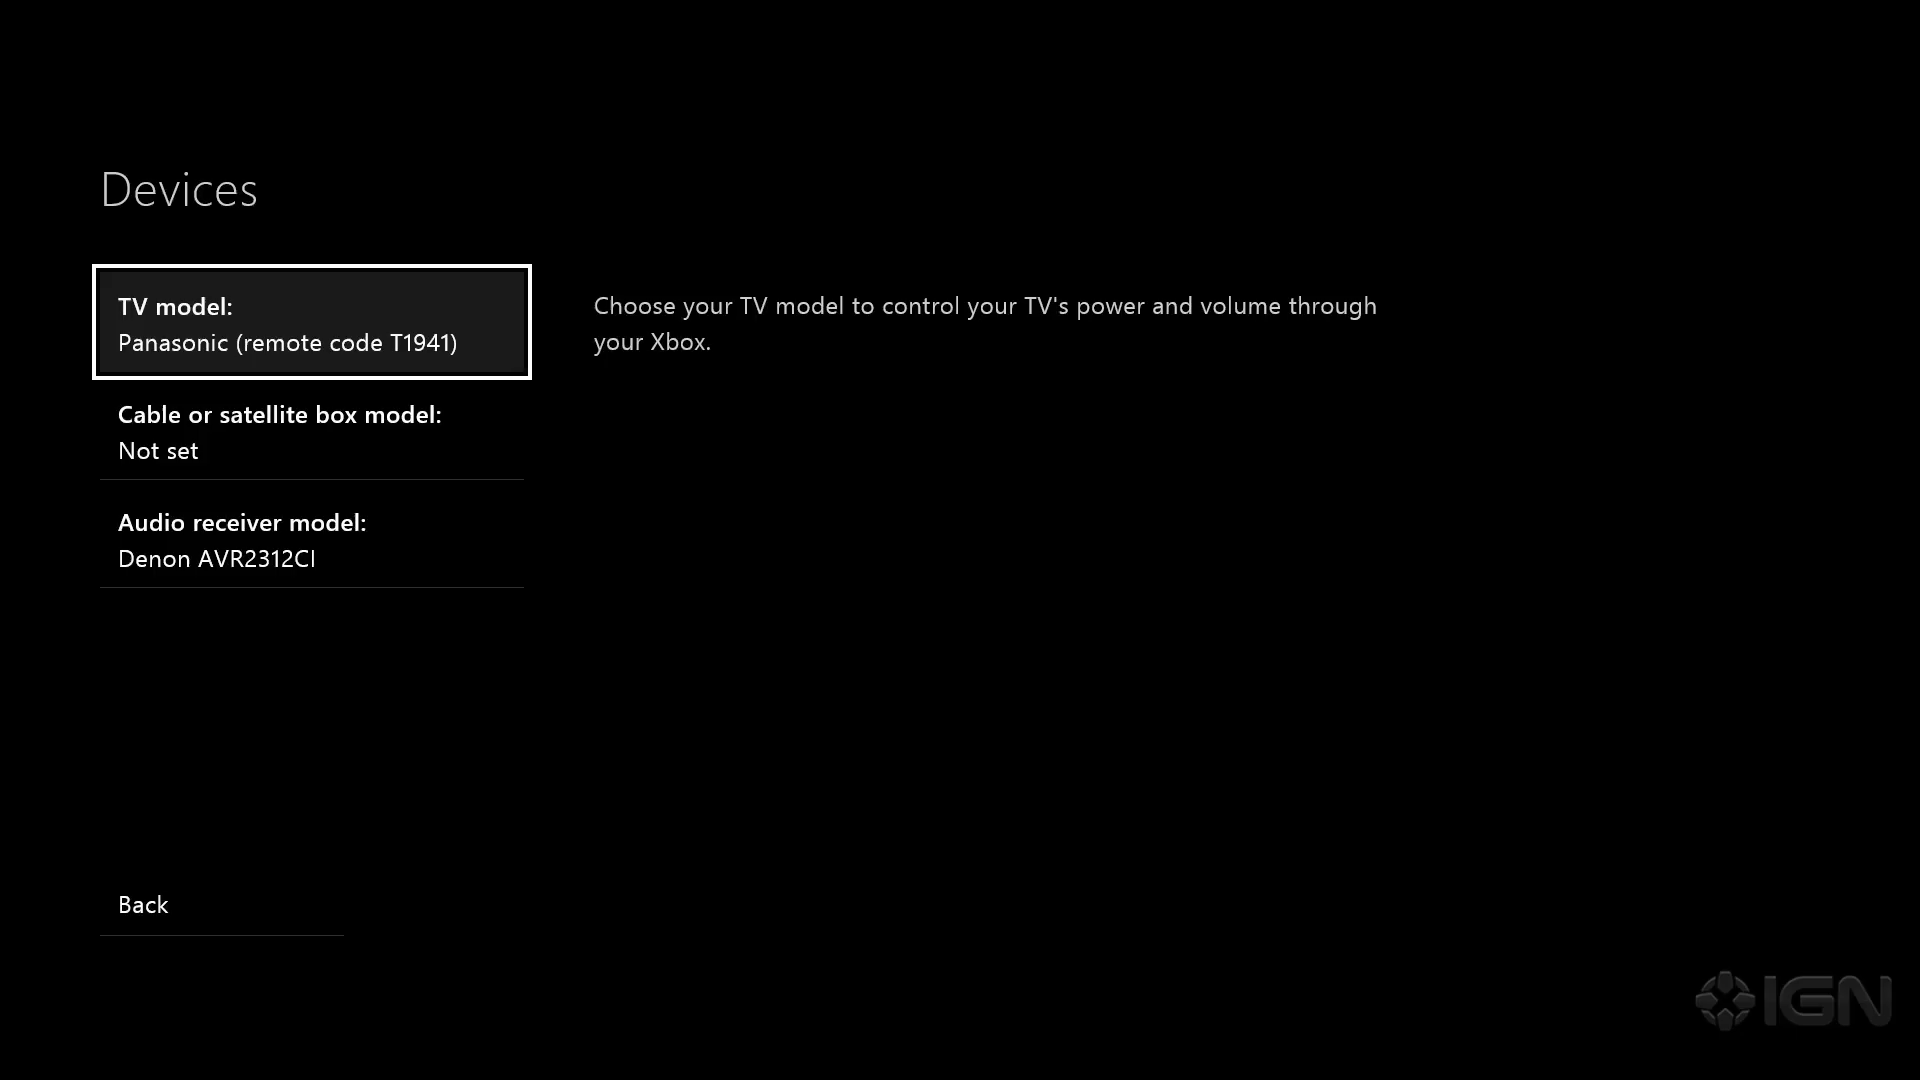 Devices
TV model:
Panasonic (remote code T1941)
Choose your TV model to control your TV's power and volume through
your Xbox.
Cable or satellite box model:
Not set
Audio receiver model:
Denon AVR2312CI
Back
IGN